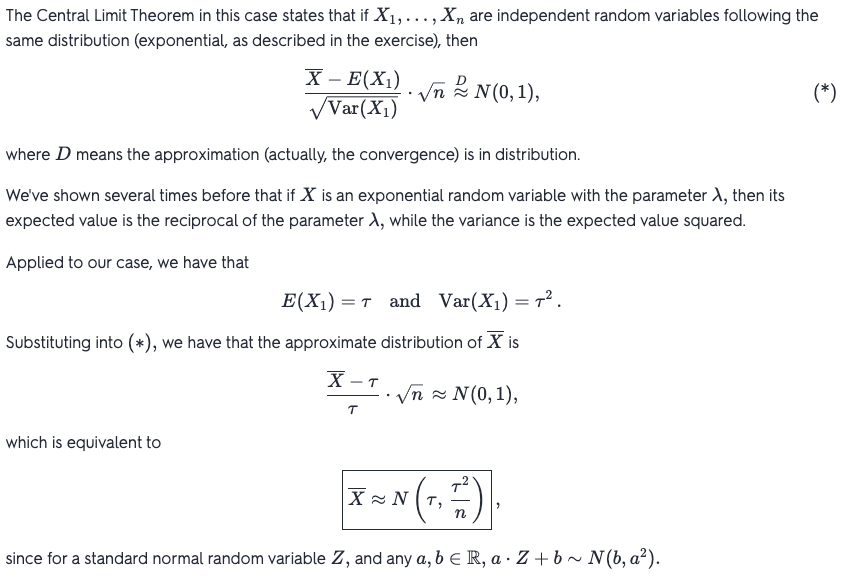 The Central Limit Theorem in this case states that if X₁, . . . , Xₙ are independent random variables following the
same distribution (exponential, as described in the exercise), then
(X̅ − E(X₁)) / √Var(X₁) · √n ≈ᴰ N(0, 1), (*)
where D means the approximation (actually, the convergence) is in distribution.
We've shown several times before that if X is an exponential random variable with the parameter λ, then its
expected value is the reciprocal of the parameter λ, while the variance is the expected value squared.
Applied to our case, we have that
E(X₁) = τ and Var(X₁) = τ² .
Substituting into (*), we have that the approximate distribution of X̅ is
(X̅ − τ) / τ · √n ≈ N(0, 1),
which is equivalent to
X̅ ≈ N (τ, τ²/n),
since for a standard normal random variable Z, and any a, b ∈ ℝ, a · Z + b ∼ N(b, a²).